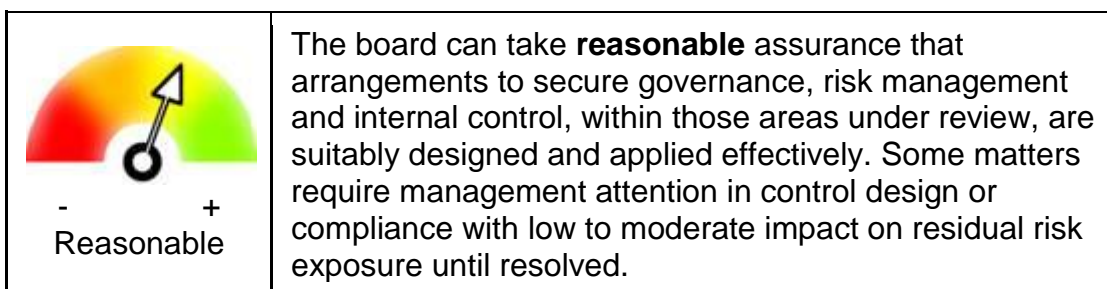 - +
Reasonable
The board can take reasonable assurance that
arrangements to secure governance, risk management
and internal control, within those areas under review, are
suitably designed and applied effectively. Some matters
require management attention in control design or
compliance with low to moderate impact on residual risk
exposure until resolved.